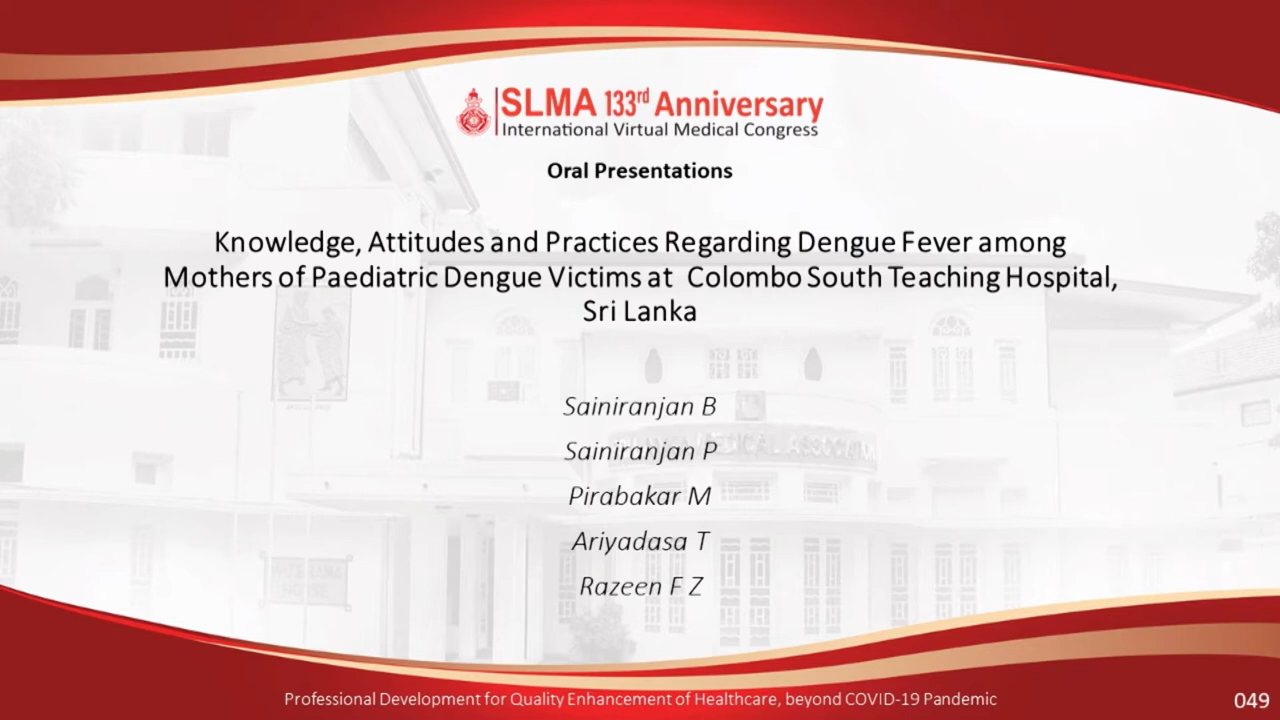 SLMA 133rd Anniversary
International Virtual Medical Congress
Oral Presentations
Knowledge, Attitudes and Practices Regarding Dengue Fever among
Mothers of Paediatric Dengue Victims at Colombo South Teaching Hospital,
Sri Lanka
Sainiranjan B
Sainiranjan P
Pirabakar M
Ariyadasa T
Razeen F Z
Professional Development for Quality Enhancement of Healthcare, beyond COVID-19 Pandemic
049